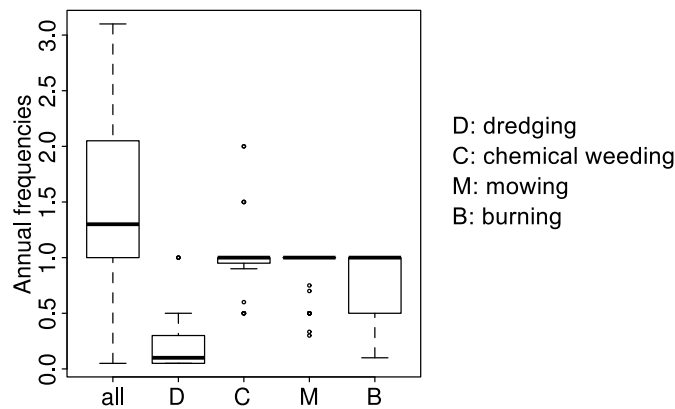 Annual frequencies
3.0
2.5
2.0
1.5
1.0
0.5
0.0
all D C M B
D: dredging
C: chemical weeding
M: mowing
B: burning